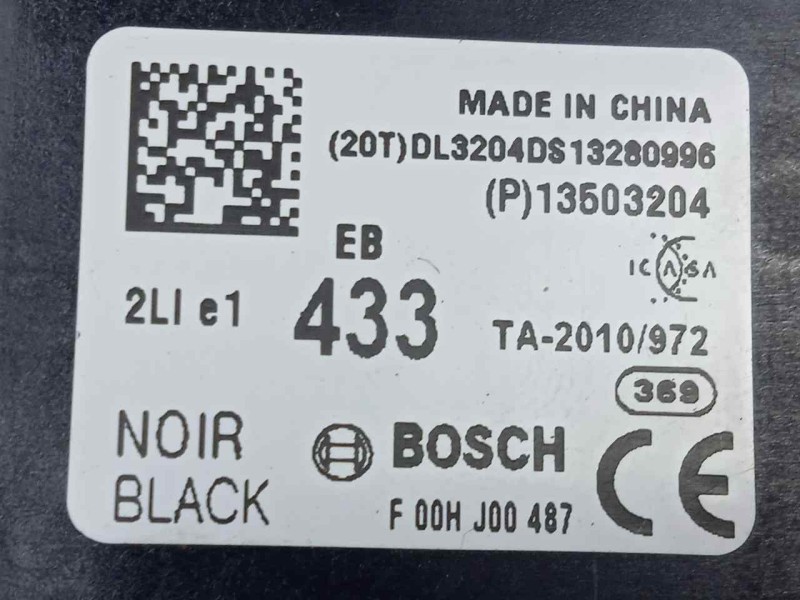 MADE IN CHINA
(20T)DL3204DS13280996
(P)13503204
EB
ICASA
2LI e1
433
TA-2010/972
369
NOIR
BOSCH
CE
BLACK
F 00H J00 487